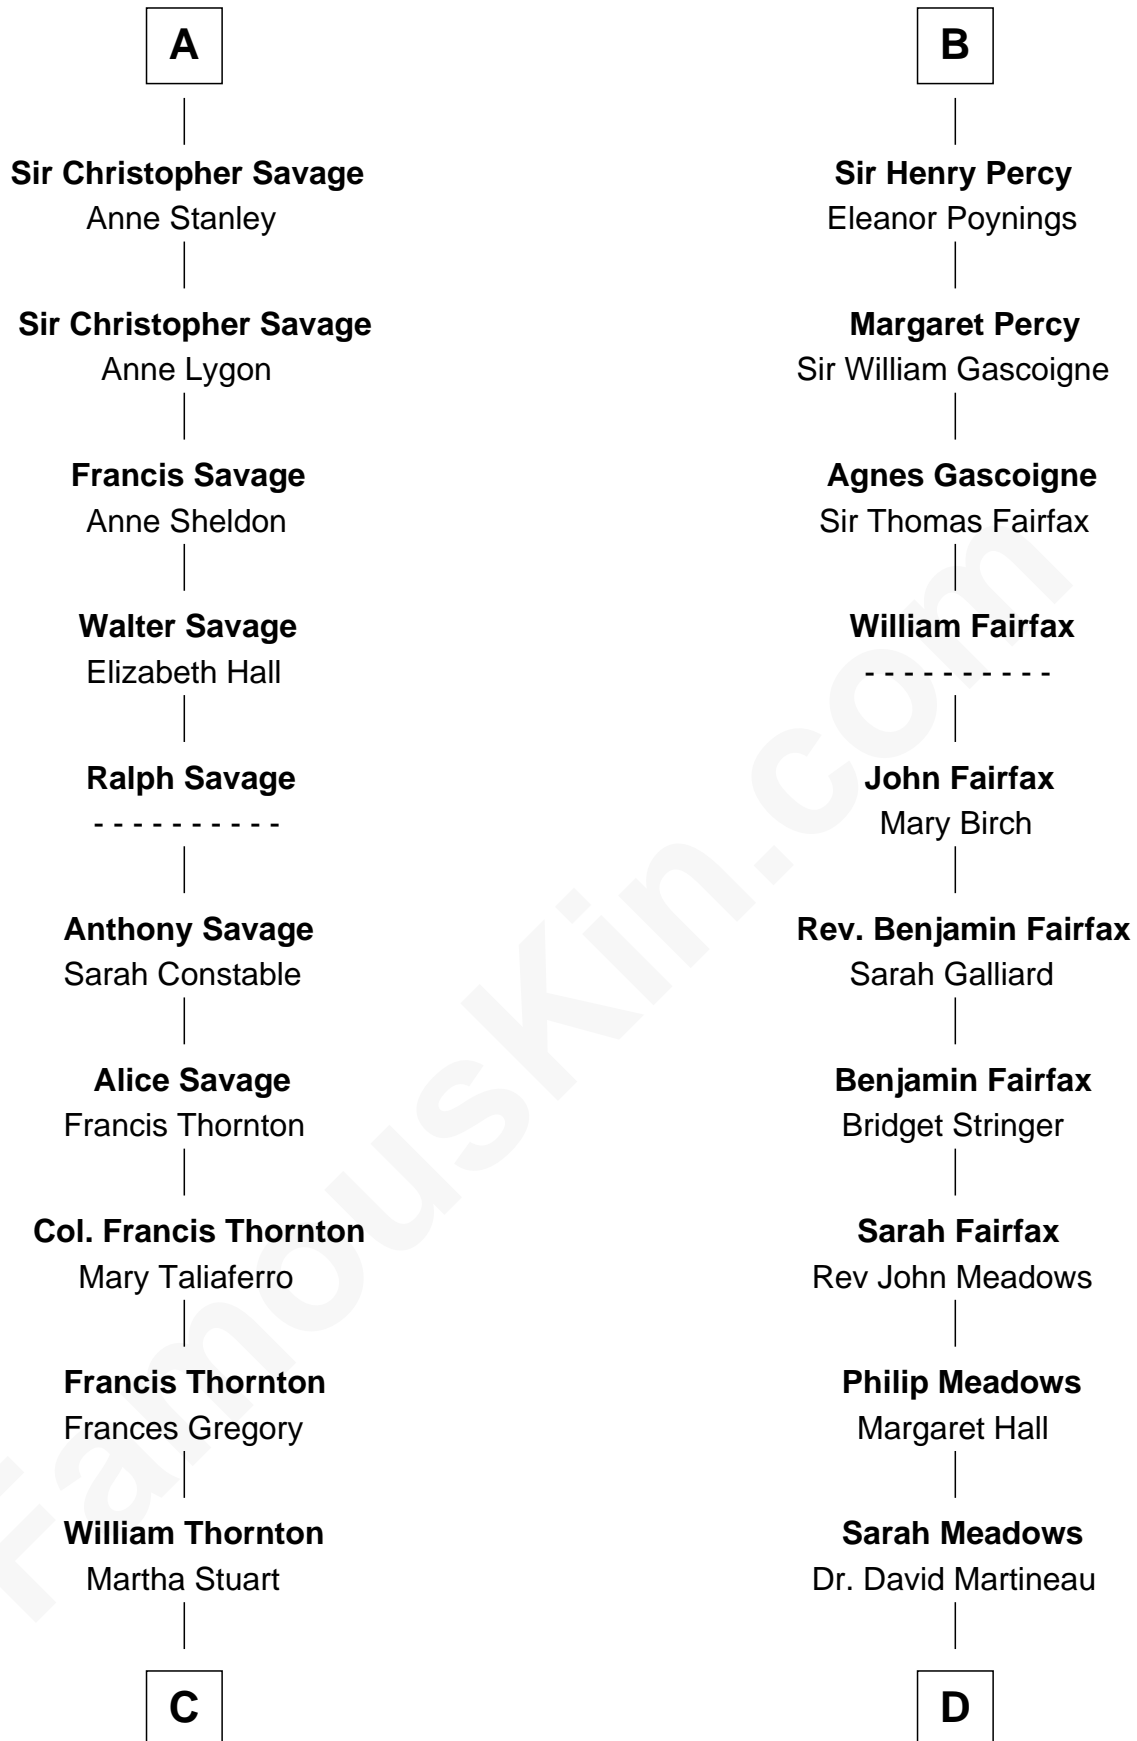 A
Sir Christopher Savage
Anne Stanley
Sir Christopher Savage
Anne Lygon
Francis Savage
Anne Sheldon
Walter Savage
Elizabeth Hall
Ralph Savage
- - - - - - - - - -
Anthony Savage
Sarah Constable
Alice Savage
Francis Thornton
Col. Francis Thornton
Mary Taliaferro
Francis Thornton
Frances Gregory
William Thornton
Martha Stuart
C
B
Sir Henry Percy
Eleanor Poynings
Margaret Percy
Sir William Gascoigne
Agnes Gascoigne
Sir Thomas Fairfax
William Fairfax
- - - - - - - - - -
John Fairfax
Mary Birch
Rev. Benjamin Fairfax
Sarah Galliard
Benjamin Fairfax
Bridget Stringer
Sarah Fairfax
Rev John Meadows
Philip Meadows
Margaret Hall
Sarah Meadows
Dr. David Martineau
D
FamousKin.com